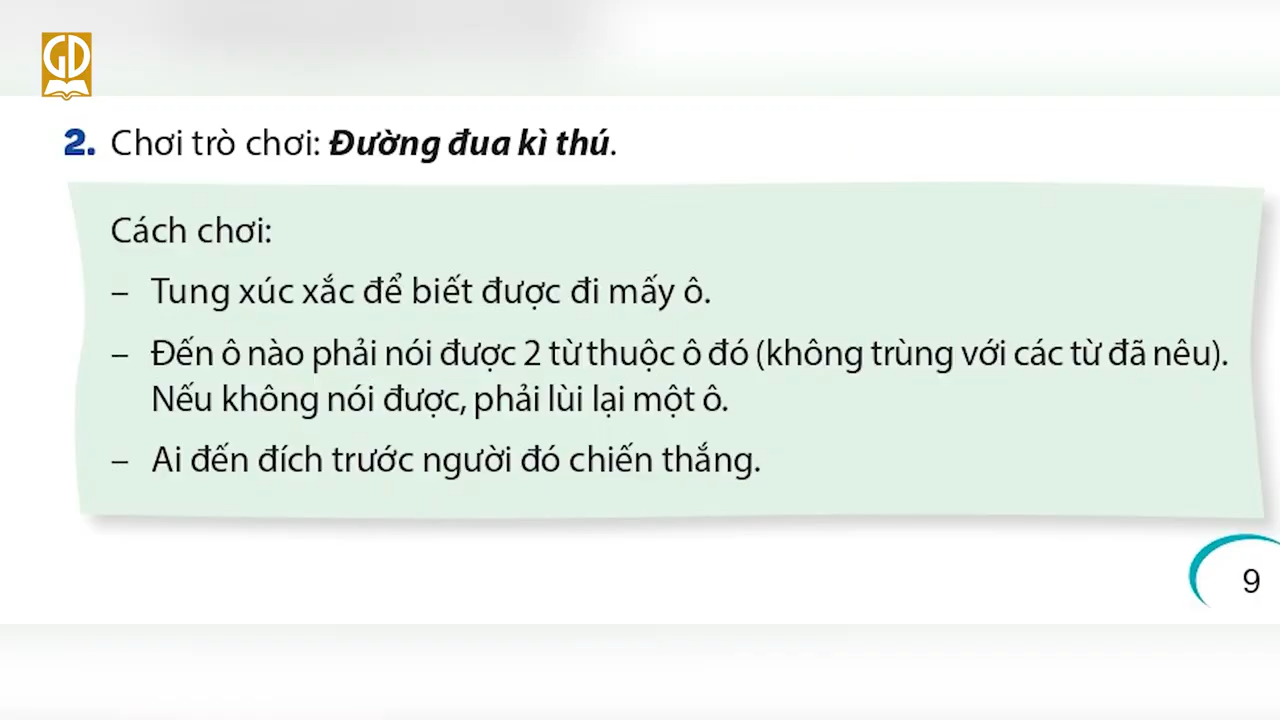 GD
2. Chơi trò chơi: Đường đua kì thú.
Cách chơi:
– Tung xúc xắc để biết được đi mấy ô.
– Đến ô nào phải nói được 2 từ thuộc ô đó (không trùng với các từ đã nêu).
Nếu không nói được, phải lùi lại một ô.
– Ai đến đích trước người đó chiến thắng.
9